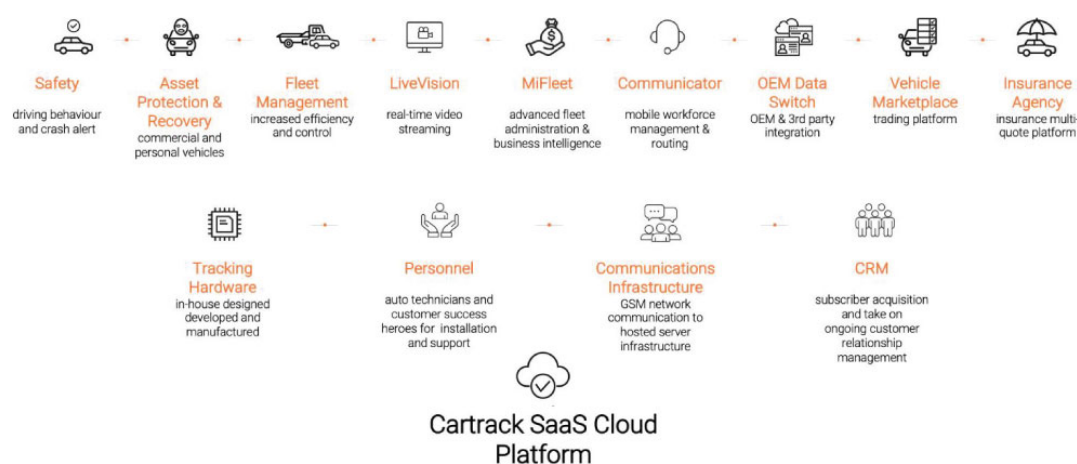 Safety
driving behaviour
and crash alert
Asset
Protection &
Recovery
commercial and
personal vehicles
Fleet
Management
increased efficiency
and control
LiveVision
real-time video
streaming
MiFleet
advanced fleet
administration &
business intelligence
Communicator
mobile workforce
management &
routing
OEM Data
Switch
OEM & 3rd party
integration
Vehicle
Marketplace
trading platform
Insurance
Agency
insurance multi-
quote platform
Tracking
Hardware
in-house designed
developed and
manufactured
Personnel
auto technicians and
customer success
heroes for installation
and support
Communications
Infrastructure
GSM network
communication to
hosted server
infrastructure
CRM
subscriber acquisition
and take on
ongoing customer
relationship
management
Cartrack SaaS Cloud
Platform